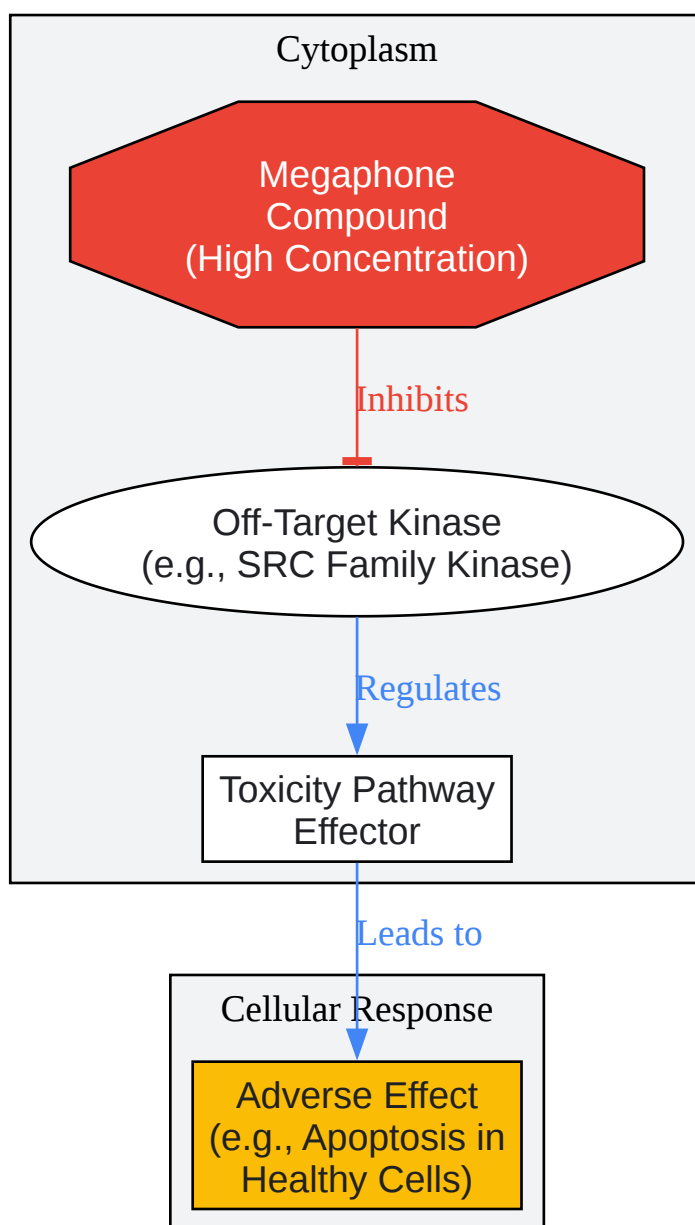 Cytoplasm
Megaphone
Compound
(High Concentration)
Inhibits
Off-Target Kinase
(e.g., SRC Family Kinase)
Regulates
Toxicity Pathway
Effector
Leads to
Cellular Response
Adverse Effect
(e.g., Apoptosis in
Healthy Cells)